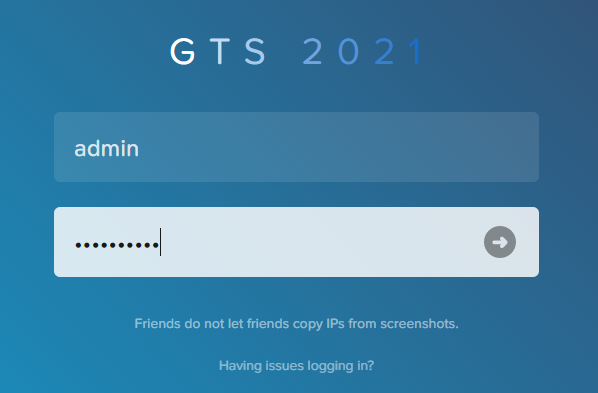 GTS 2021
admin
••••••••••
Friends do not let friends copy IPs from screenshots.
Having issues logging in?